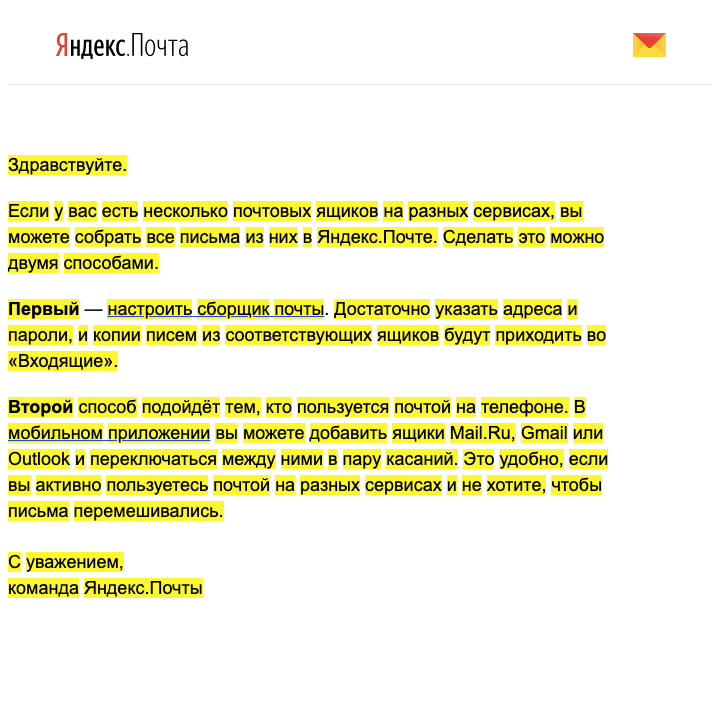 Яндекс.Почта
Здравствуйте.
Если у вас есть несколько почтовых ящиков на разных сервисах, вы
можете собрать все письма из них в Яндекс.Почте. Сделать это можно
двумя способами.
Первый — настроить сборщик почты. Достаточно указать адреса и
пароли, и копии писем из соответствующих ящиков будут приходить во
«Входящие».
Второй способ подойдёт тем, кто пользуется почтой на телефоне. В
мобильном приложении вы можете добавить ящики Mail.Ru, Gmail или
Outlook и переключаться между ними в пару касаний. Это удобно, если
вы активно пользуетесь почтой на разных сервисах и не хотите, чтобы
письма перемешивались.
С уважением,
команда Яндекс.Почты